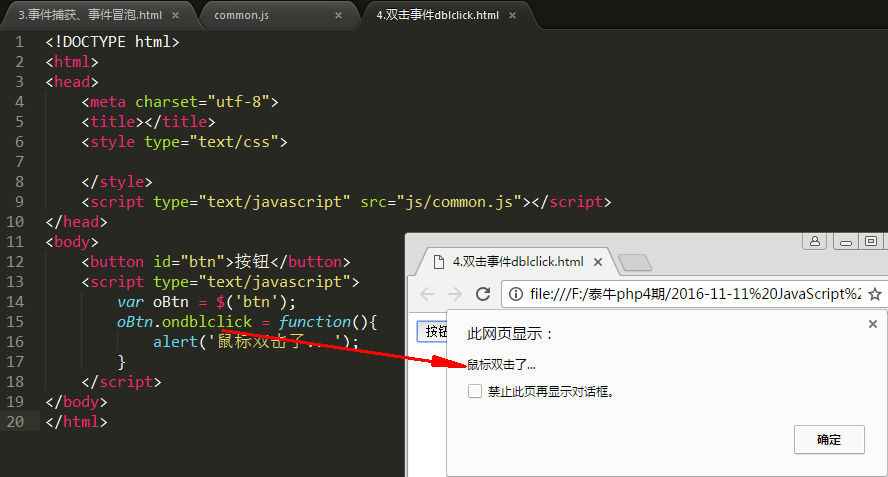 3.事件捕获、事件冒泡.html
common.js
4.双击事件dblclick.html
1 <!DOCTYPE html>
2 <html>
3 <head>
4 <meta charset="utf-8">
5 <title></title>
6 <style type="text/css">
7
8 </style>
9 <script type="text/javascript" src="js/common.js"></script>
10 </head>
11 <body>
12 <button id="btn">按钮</button>
13 <script type="text/javascript">
14 var oBtn = $('btn');
15 oBtn.ondblclick = function(){
16 alert('鼠标双击了...');
17 }
18 </script>
19 </body>
20 </html>
4.双击事件dblclick.html
file:///F:/泰牛php4期/2016-11-11%20JavaScript%2
按钮
此网页显示：
鼠标双击了...
禁止此页再显示对话框。
确定